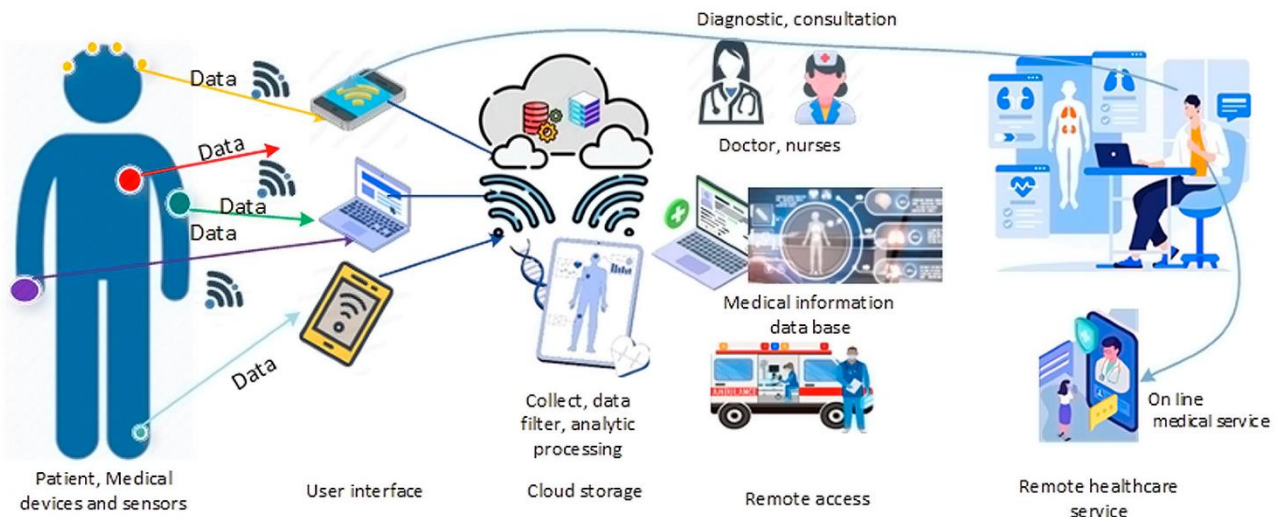 Diagnostic, consultation
Data
Data
Data
Data
Data
Doctor, nurses
Medical information
data base
AMBULANCE
Collect, data
filter, analytic
processing
On line
medical service
Patient, Medical
devices and sensors
User interface
Cloud storage
Remote access
Remote healthcare
service